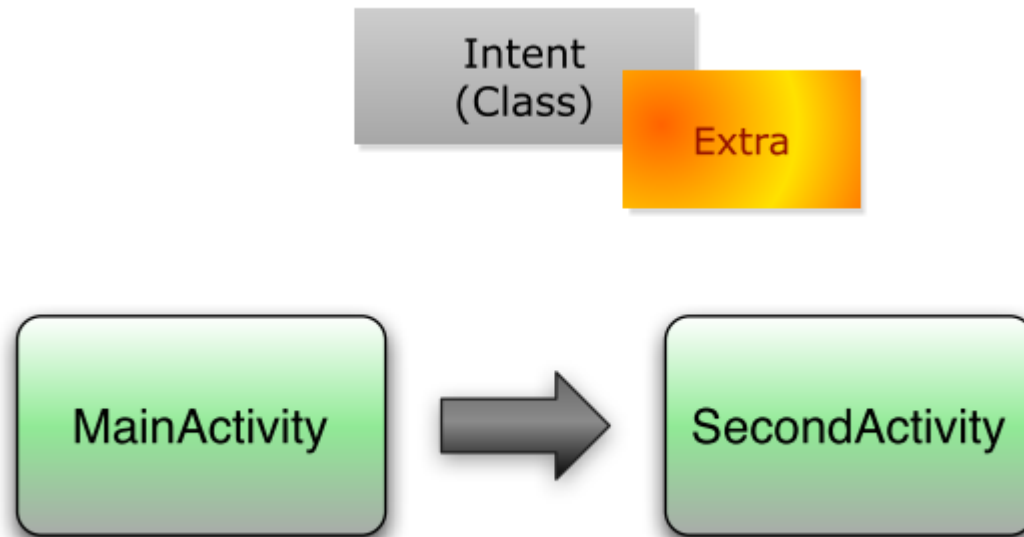 Intent
(Class)
Extra
MainActivity
SecondActivity